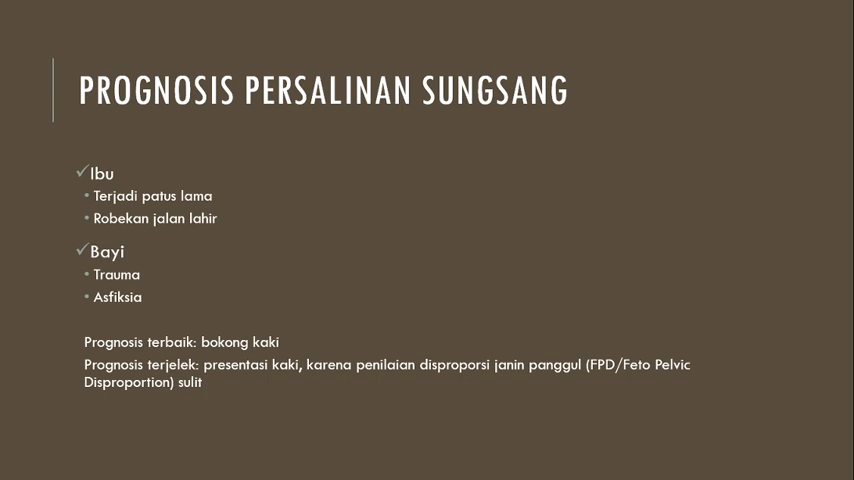 PROGNOSIS PERSALINAN SUNGSANG
Ibu
Terjadi patus lama
Robekan jalan lahir
Bayi
Trauma
Asfiksia
Prognosis terbaik: bokong kaki
Prognosis terjelek: presentasi kaki, karena penilaian disproporsi janin panggul (FPD/Feto Pelvic
Disproportion) sulit